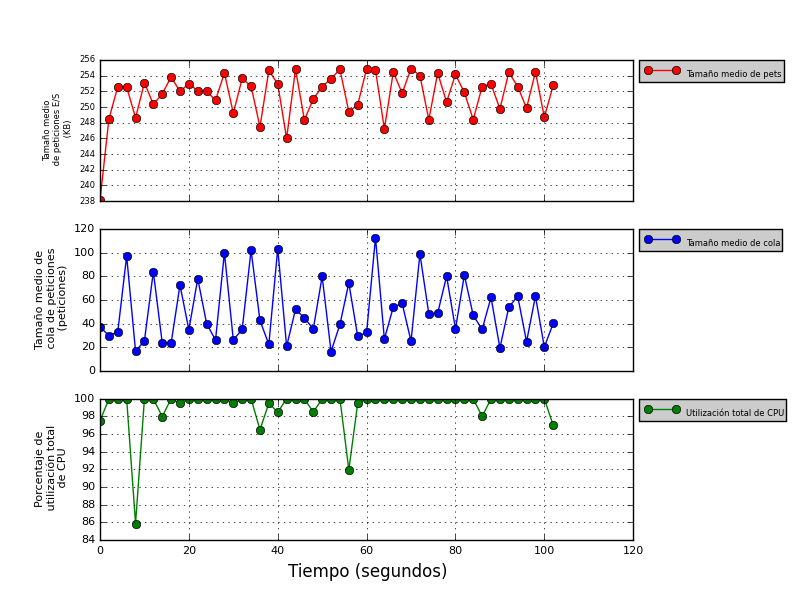 256
254
252
250
248
246
244
242
240
238
Tamaño medio
de peticiones E/S
(KB)
Tamaño medio de pets
120
100
80
60
40
20
0
Tamaño medio de
cola de peticiones
(peticiones)
Tamaño medio de cola
100
98
96
94
92
90
88
86
84
Porcentaje de
utilización total
de CPU
Utilización total de CPU
0 20 40 60 80 100 120
Tiempo (segundos)